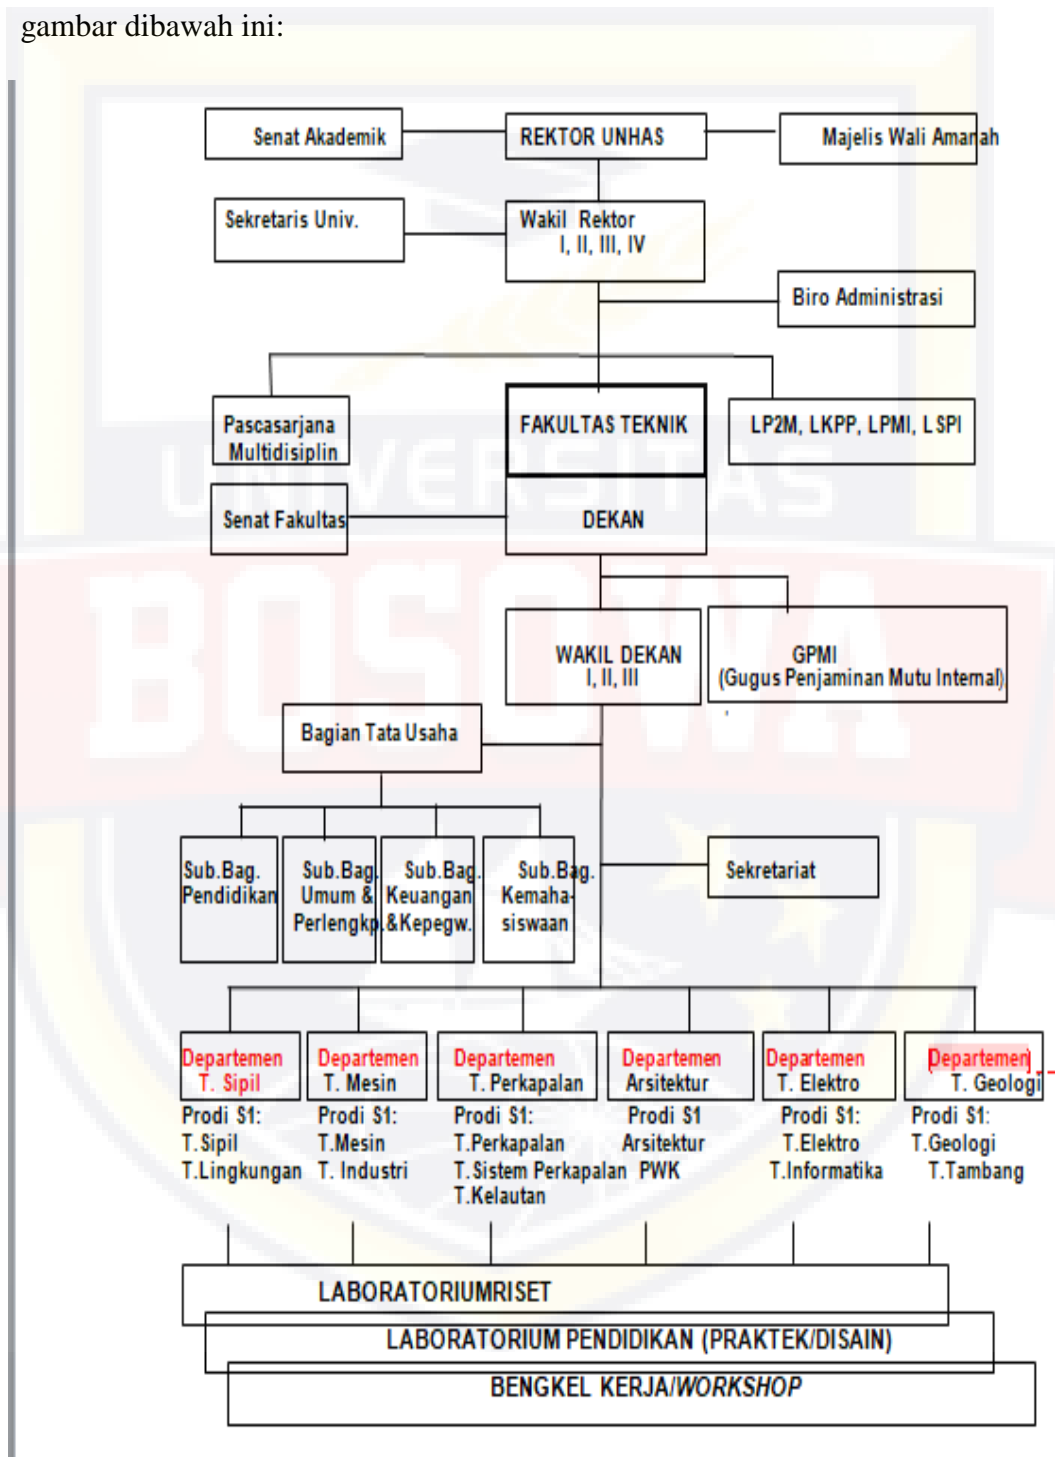 gambar dibawah ini:
Senat Akademik
REKTOR UNHAS
Majelis Wali Amanah
Sekretaris Univ.
Wakil Rektor
I, II, III, IV
Biro Administrasi
Pascasarjana
Multidisiplin
FAKULTAS TEKNIK
LP2M, LKPP, LPMI, LSPI
Senat Fakultas
DEKAN
WAKIL DEKAN
I, II, III
GPMI
(Gugus Penjaminan Mutu Internal)
Bagian Tata Usaha
Sub.Bag.
Pendidikan
Sub.Bag.
Umum &
Perlengkp.
Sub.Bag.
Keuangan
&Kepegw.
Sub.Bag.
Kemaha-
siswaan
Sekretariat
Departemen
T. Sipil
Prodi S1:
T.Sipil
T.Lingkungan
Departemen
T. Mesin
Prodi S1:
T.Mesin
T. Industri
Departemen
T. Perkapalan
Prodi S1:
T.Perkapalan
T.Sistem Perkapalan
T.Kelautan
Departemen
Arsitektur
Prodi S1
Arsitektur
PWK
Departemen
T. Elektro
Prodi S1:
T.Elektro
T.Informatika
Departemen
T. Geologi
Prodi S1:
T.Geologi
T.Tambang
LABORATORIUMRISET
LABORATORIUM PENDIDIKAN (PRAKTEK/DISAIN)
BENGKEL KERJA/WORKSHOP
UNIVERSITAS
BOSOWA